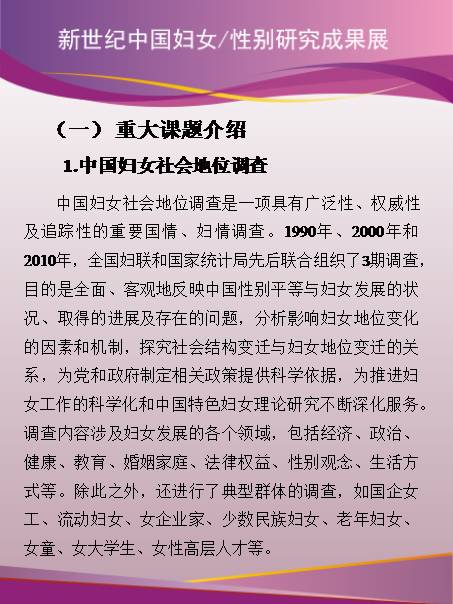 新世纪中国妇女/性别研究成果展
（一） 重大课题介绍
1.中国妇女社会地位调查
中国妇女社会地位调查是一项具有广泛性、权威性
及追踪性的重要国情、妇情调查。1990年、2000年和
2010年，全国妇联和国家统计局先后联合组织了3期调查，
目的是全面、客观地反映中国性别平等与妇女发展的状
况、取得的进展及存在的问题，分析影响妇女地位变化
的因素和机制，探究社会结构变迁与妇女地位变迁的关
系，为党和政府制定相关政策提供科学依据，为推进妇
女工作的科学化和中国特色妇女理论研究不断深化服务。
调查内容涉及妇女发展的各个领域，包括经济、政治、
健康、教育、婚姻家庭、法律权益、性别观念、生活方
式等。除此之外，还进行了典型群体的调查，如国企女
工、流动妇女、女企业家、少数民族妇女、老年妇女、
女童、女大学生、女性高层人才等。